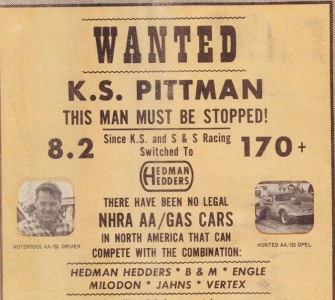 WANTED
K.S. PITTMAN
THIS MAN MUST BE STOPPED!
8.2 Since K.S. and S & S Racing Switched To 170+
HEDMAN
HEDDERS
THERE HAVE BEEN NO LEGAL
NHRA AA/GAS CARS
IN NORTH AMERICA THAT CAN
COMPETE WITH THE COMBINATION:
NOTORIOUS AA/GS DRIVER
HUNTED AA/GS OPEL
HEDMAN HEDDERS * B & M * ENGLE
MILODON * JAHNS * VERTEX